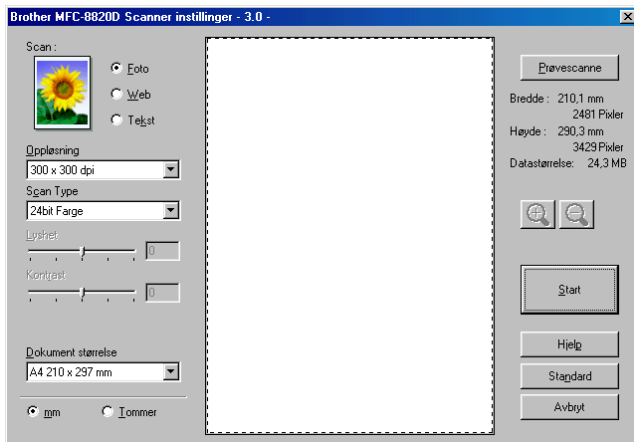 Brother MFC-8820D Scanner instillinger - 3.0 -
Scan :
Foto
Web
Tekst
Oppløsning
300 x 300 dpi
Scan Type
24bit Farge
Lyshet
0
Kontrast
0
Dokument størrelse
A4 210 x 297 mm
mm
Tommer
Prøvescanne
Bredde : 210,1 mm
2481 Pixler
Høyde : 290,3 mm
3429 Pixler
Datastørrelse: 24,3 MB
Start
Hjelp
Standard
Avbryt